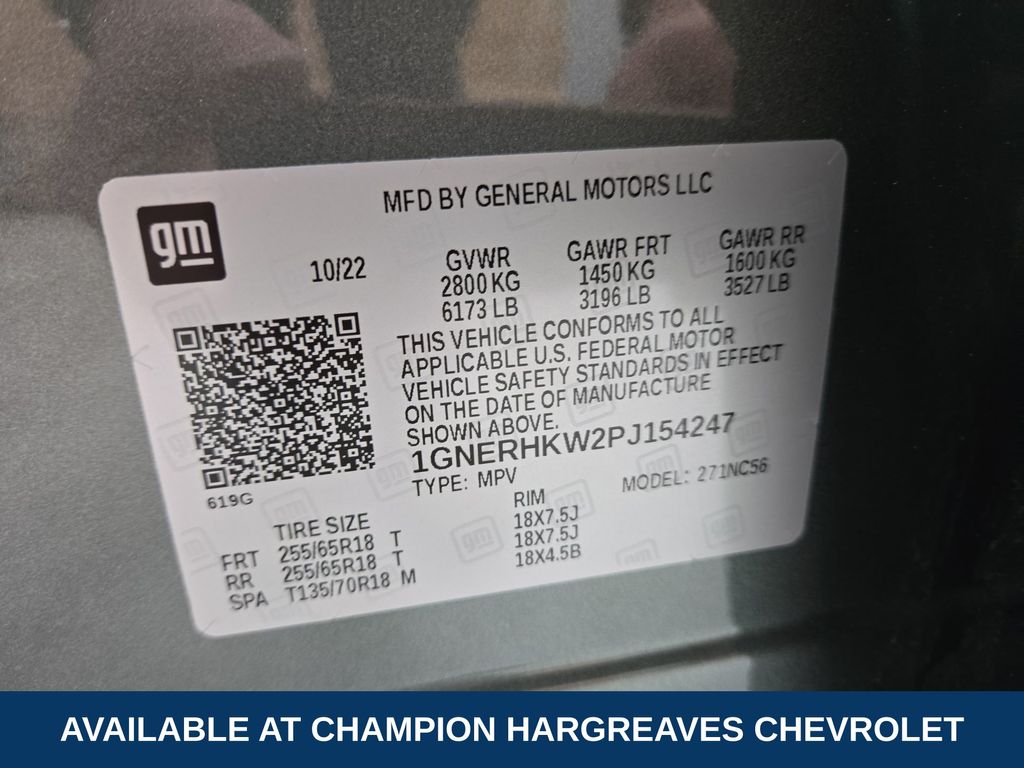 MFD BY GENERAL MOTORS LLC
gm
10/22
GVWR
2800 KG
6173 LB
GAWR FRT
1450 KG
3196 LB
GAWR RR
1600 KG
3527 LB
THIS VEHICLE CONFORMS TO ALL
APPLICABLE U.S. FEDERAL MOTOR
VEHICLE SAFETY STANDARDS IN EFFECT
ON THE DATE OF MANUFACTURE
SHOWN ABOVE.
1GNERHKW2PJ154247
TYPE: MPV
MODEL: 271NC56
619G
TIRE SIZE RIM
FRT 255/65R18 T 18X7.5J
RR 255/65R18 T 18X7.5J
SPA T135/70R18 M 18X4.5B
AVAILABLE AT CHAMPION HARGREAVES CHEVROLET